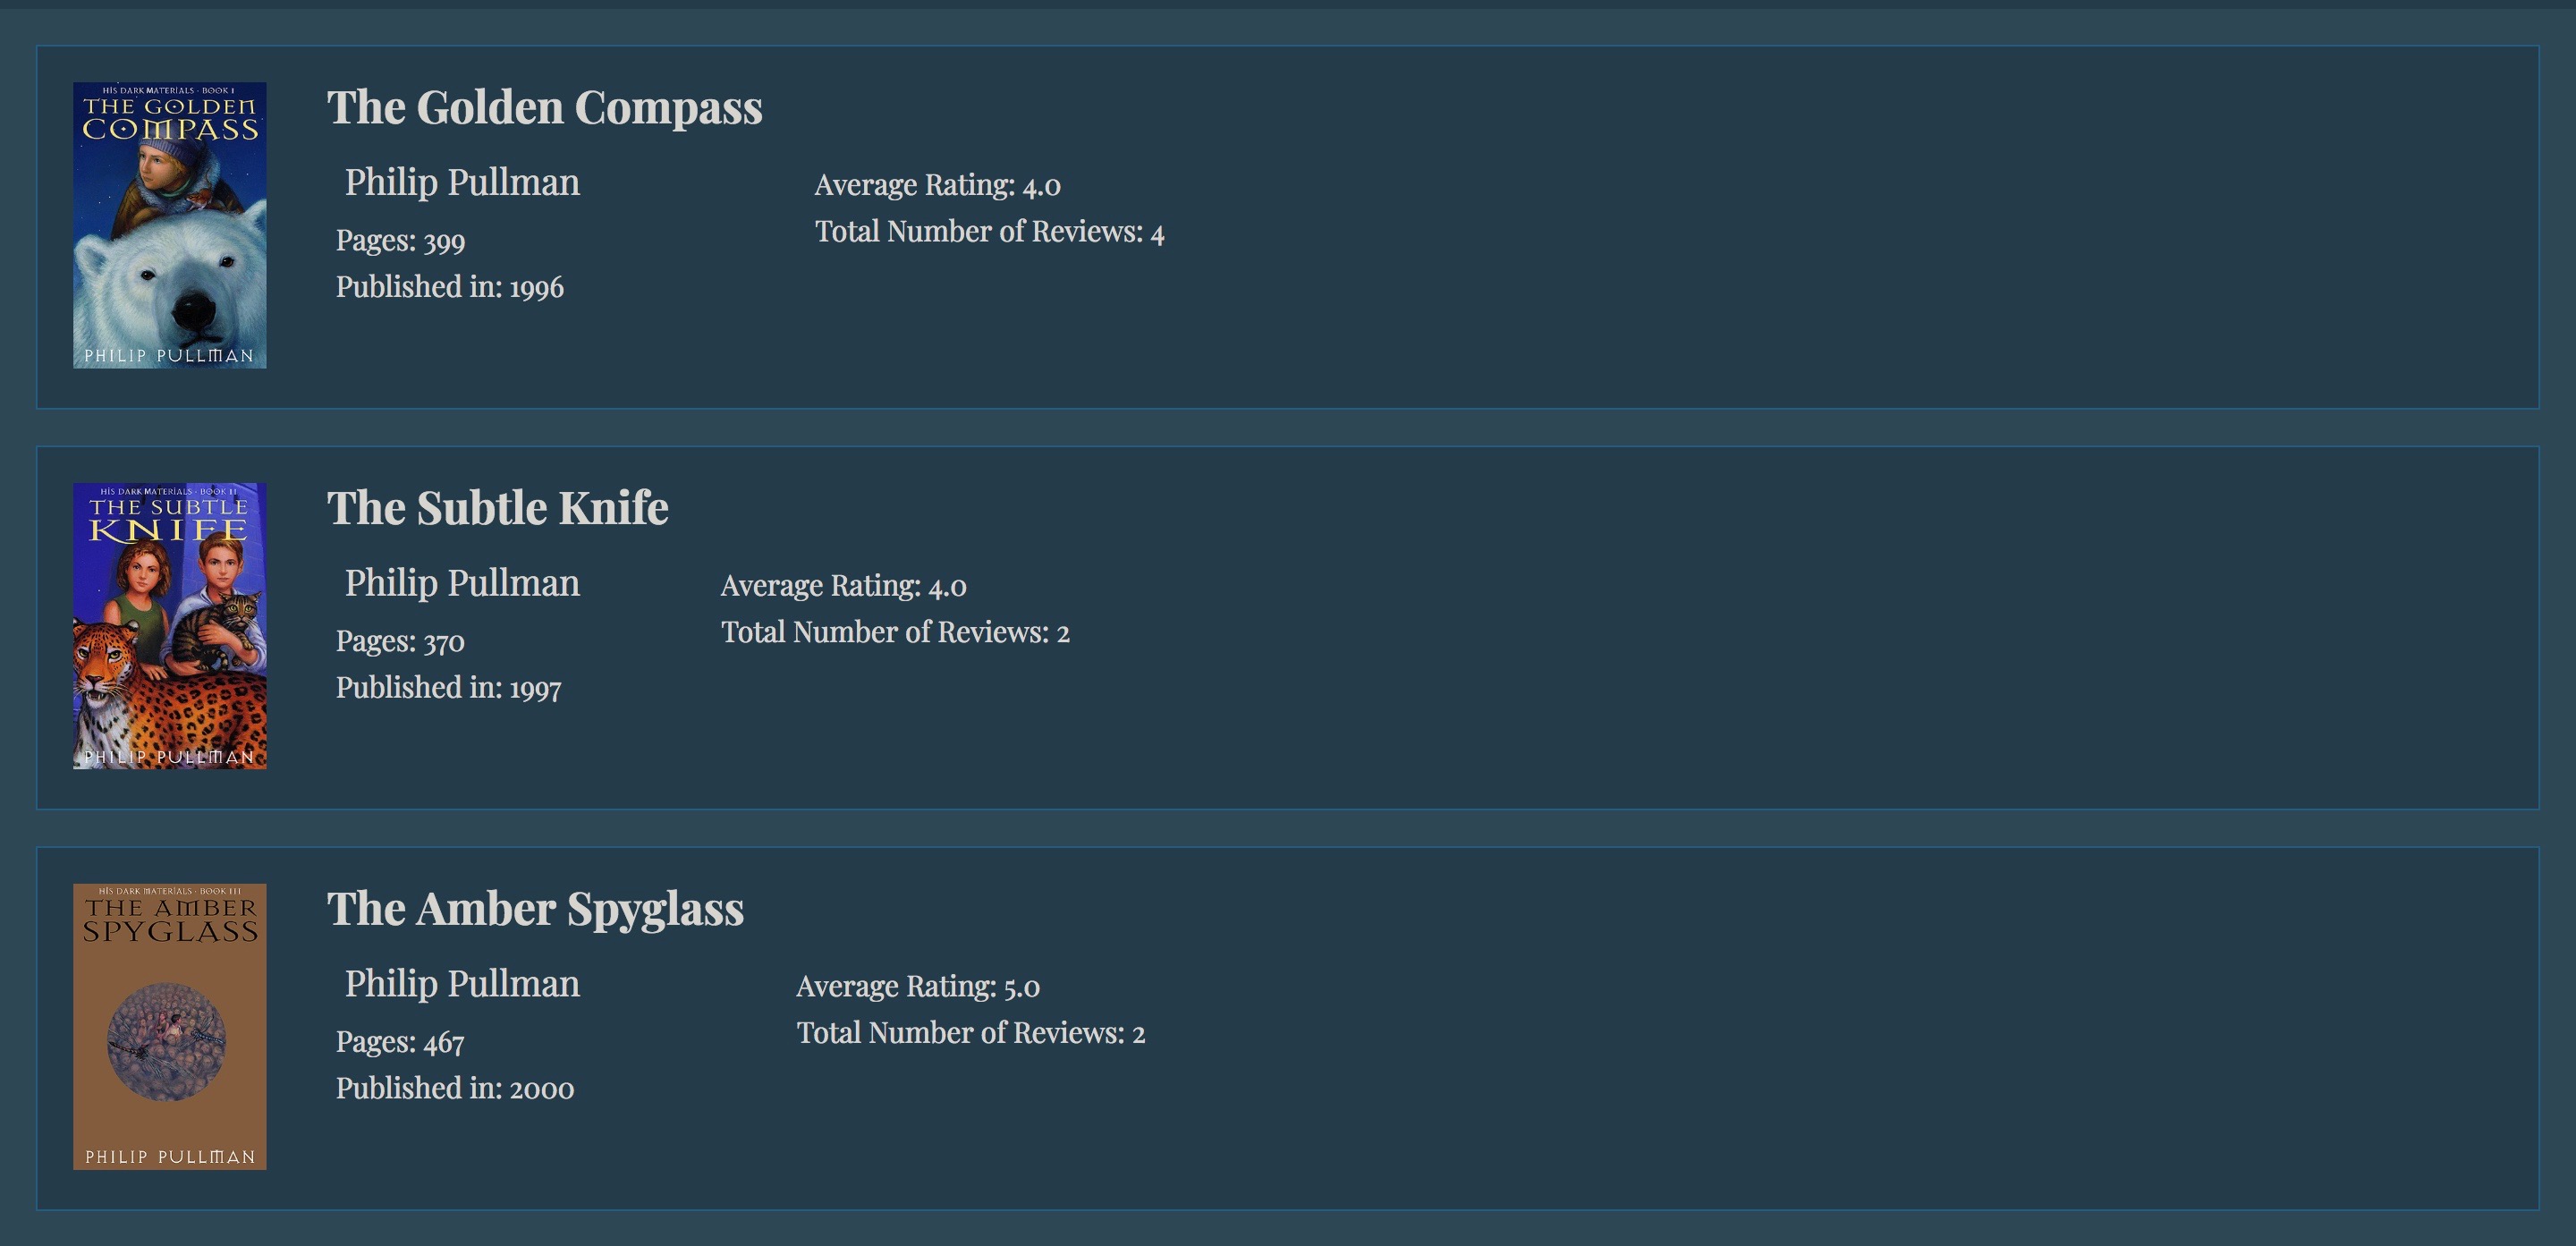 HIS DARK MATERIALS · BOOK I
THE GOLDEN
COMPASS
PHILIP PULLMAN
The Golden Compass
Philip Pullman
Pages: 399
Published in: 1996
Average Rating: 4.0
Total Number of Reviews: 4
HIS DARK MATERIALS · BOOK II
THE SUBTLE
KNIFE
PHILIP PULLMAN
The Subtle Knife
Philip Pullman
Pages: 370
Published in: 1997
Average Rating: 4.0
Total Number of Reviews: 2
HIS DARK MATERIALS · BOOK III
THE AMBER
SPYGLASS
PHILIP PULLMAN
The Amber Spyglass
Philip Pullman
Pages: 467
Published in: 2000
Average Rating: 5.0
Total Number of Reviews: 2